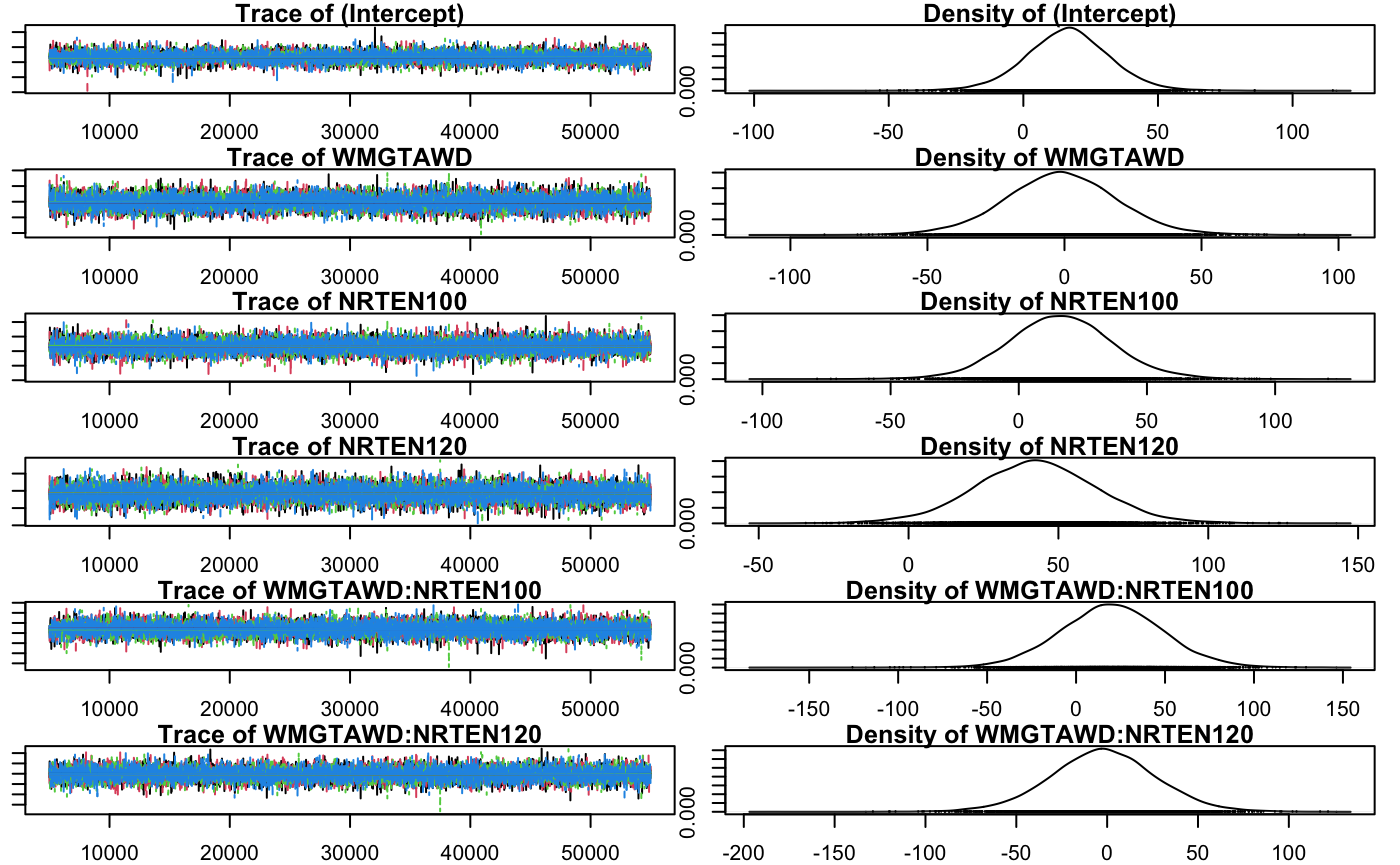 Trace of (Intercept) Density of (Intercept)
0.000
10000 20000 30000 40000 50000 -100 -50 0 50 100
Trace of WMGTAWD Density of WMGTAWD
0.000
10000 20000 30000 40000 50000 -100 -50 0 50 100
Trace of NRTEN100 Density of NRTEN100
0.000
10000 20000 30000 40000 50000 -100 -50 0 50 100
Trace of NRTEN120 Density of NRTEN120
0.000
10000 20000 30000 40000 50000 -50 0 50 100 150
Trace of WMGTAWD:NRTEN100 Density of WMGTAWD:NRTEN100
0.000
10000 20000 30000 40000 50000 -150 -100 -50 0 50 100 150
Trace of WMGTAWD:NRTEN120 Density of WMGTAWD:NRTEN120
0.000
10000 20000 30000 40000 50000 -200 -150 -100 -50 0 50 100